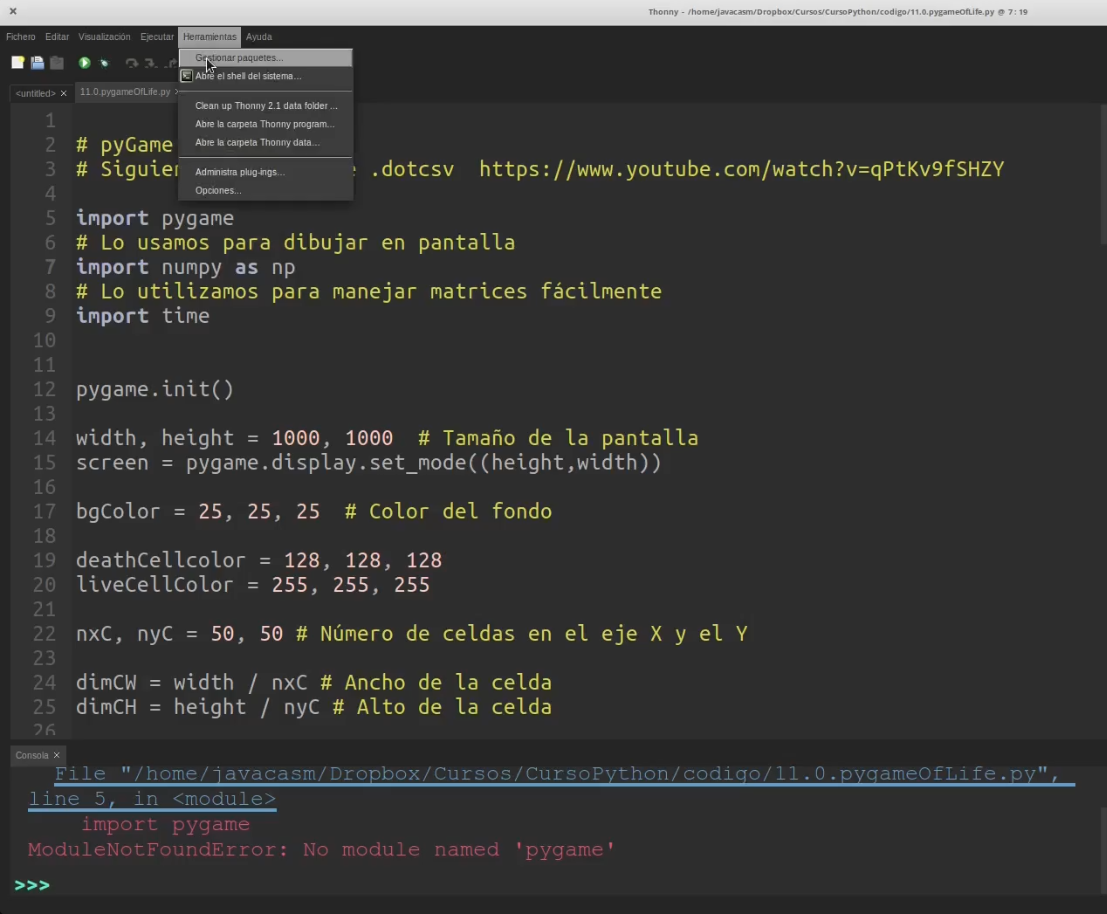 Thonny - /home/javacasm/Dropbox/Cursos/CursoPython/codigo/11.0.pygameOfLife.py @ 7:19
Fichero Editar Visualización Ejecutar Herramientas Ayuda
Gestionar paquetes...
Abre el shell del sistema...
Clean up Thonny 2.1 data folder ...
Abre la carpeta Thonny program...
Abre la carpeta Thonny data...
Administra plug-ings...
Opciones...
<untitled> 11.0.pygameOfLife.py
1
2 # pyGame
3 # Siguien .dotcsv https://www.youtube.com/watch?v=qPtKv9fSHZY
4
5 import pygame
6 # Lo usamos para dibujar en pantalla
7 import numpy as np
8 # Lo utilizamos para manejar matrices fácilmente
9 import time
10
11
12 pygame.init()
13
14 width, height = 1000, 1000 # Tamaño de la pantalla
15 screen = pygame.display.set_mode((height,width))
16
17 bgColor = 25, 25, 25 # Color del fondo
18
19 deathCellcolor = 128, 128, 128
20 liveCellColor = 255, 255, 255
21
22 nxC, nyC = 50, 50 # Número de celdas en el eje X y el Y
23
24 dimCW = width / nxC # Ancho de la celda
25 dimCH = height / nyC # Alto de la celda
26
Consola
File "/home/javacasm/Dropbox/Cursos/CursoPython/codigo/11.0.pygameOfLife.py",
line 5, in <module>
import pygame
ModuleNotFoundError: No module named 'pygame'
>>>